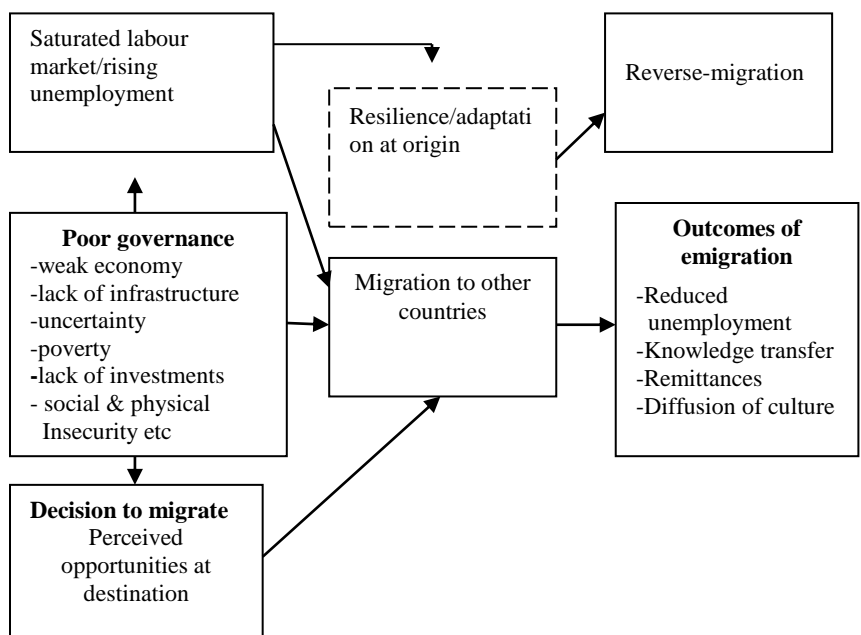 Saturated labour
market/rising
unemployment
Resilience/adaptati
on at origin
Reverse-migration
Poor governance
-weak economy
-lack of infrastructure
-uncertainty
-poverty
-lack of investments
- social & physical
Insecurity etc
Migration to other
countries
Outcomes of
emigration
-Reduced
unemployment
-Knowledge transfer
-Remittances
-Diffusion of culture
Decision to migrate
Perceived
opportunities at
destination